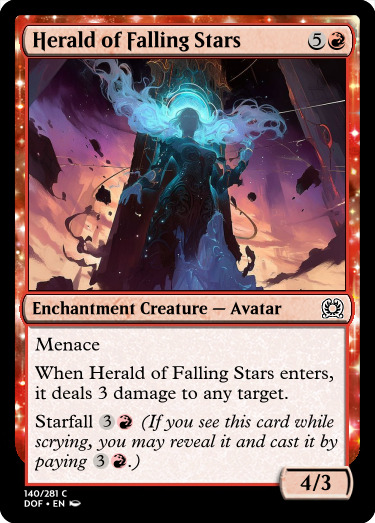 Herald of Falling Stars 5
Enchantment Creature — Avatar
Menace
When Herald of Falling Stars enters,
it deals 3 damage to any target.
Starfall 3 (If you see this card while
scrying, you may reveal it and cast it by
paying 3 .)
4/3
140/281 C
DOF • EN